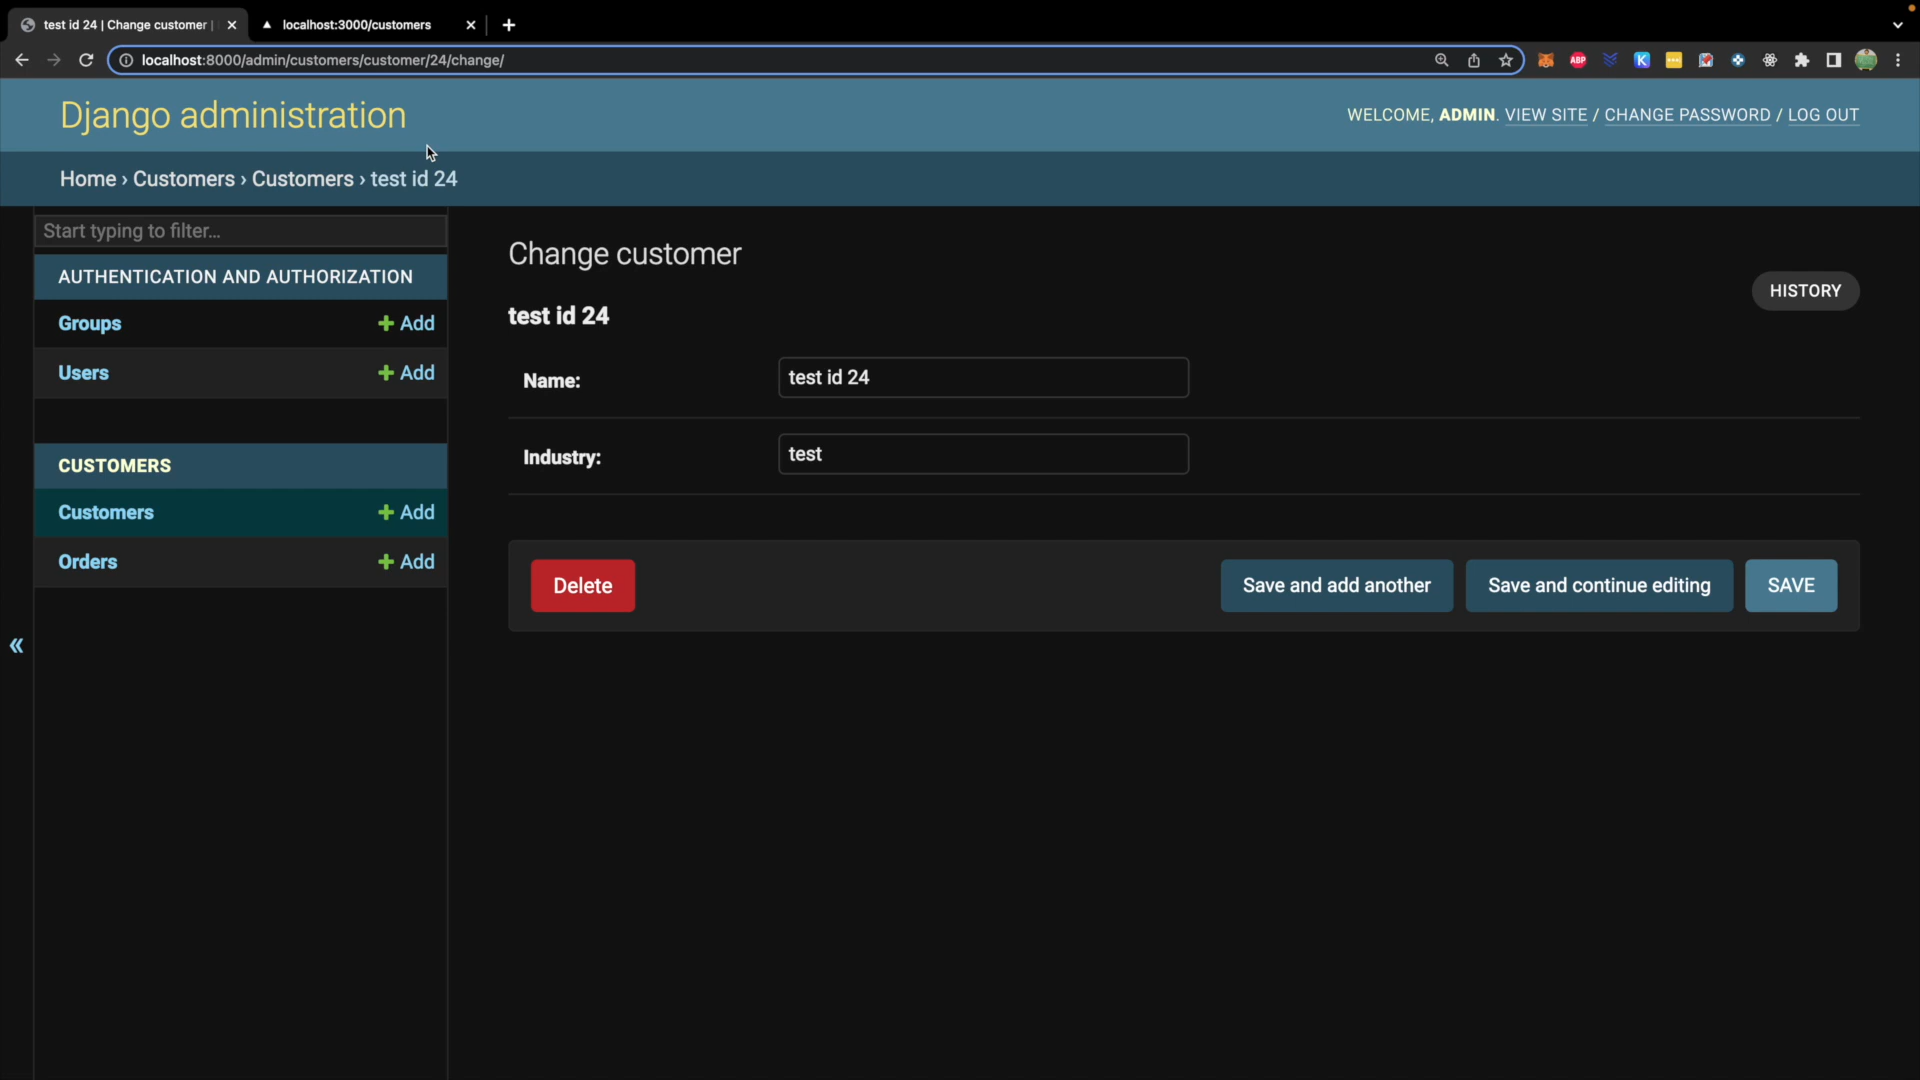 test id 24 | Change customer |
localhost:3000/customers
localhost:8000/admin/customers/customer/24/change/
ABP
K
Django administration
WELCOME, ADMIN. VIEW SITE / CHANGE PASSWORD / LOG OUT
Home › Customers › Customers › test id 24
Start typing to filter...
AUTHENTICATION AND AUTHORIZATION
Groups + Add
Users + Add
CUSTOMERS
Customers + Add
Orders + Add
«
Change customer
HISTORY
test id 24
Name: test id 24
Industry: test
Delete Save and add another Save and continue editing SAVE